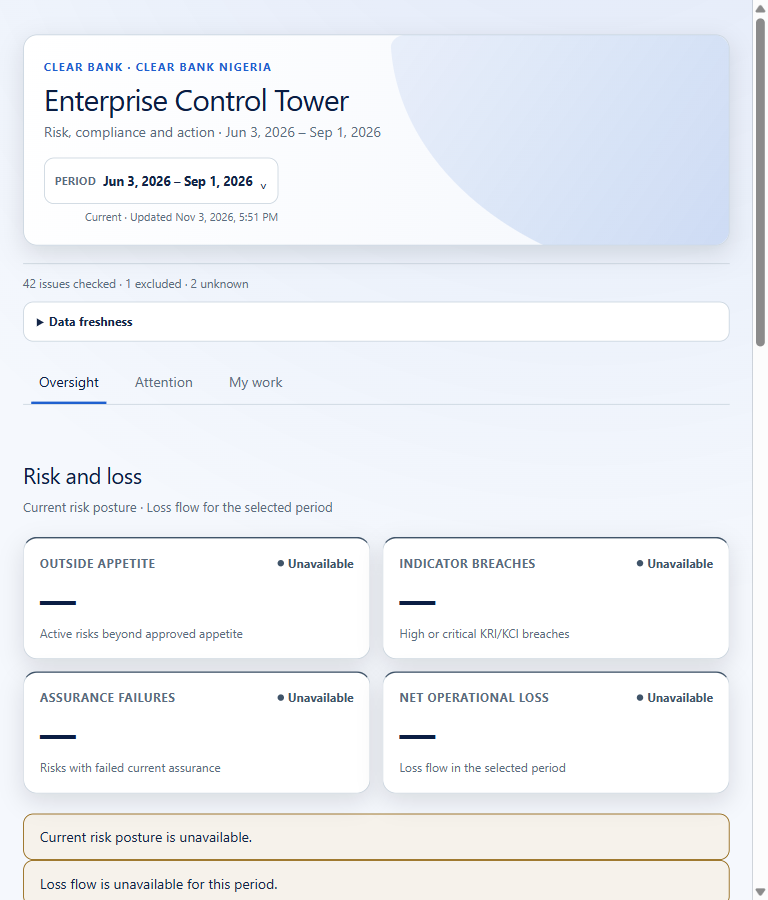 CLEAR BANK · CLEAR BANK NIGERIA
Enterprise Control Tower
Risk, compliance and action · Jun 3, 2026 – Sep 1, 2026
PERIOD Jun 3, 2026 – Sep 1, 2026 v
Current · Updated Nov 3, 2026, 5:51 PM
42 issues checked · 1 excluded · 2 unknown
▶ Data freshness
Oversight Attention My work
Risk and loss
Current risk posture · Loss flow for the selected period
OUTSIDE APPETITE ● Unavailable
—
Active risks beyond approved appetite
INDICATOR BREACHES ● Unavailable
—
High or critical KRI/KCI breaches
ASSURANCE FAILURES ● Unavailable
—
Risks with failed current assurance
NET OPERATIONAL LOSS ● Unavailable
—
Loss flow in the selected period
Current risk posture is unavailable.
Loss flow is unavailable for this period.